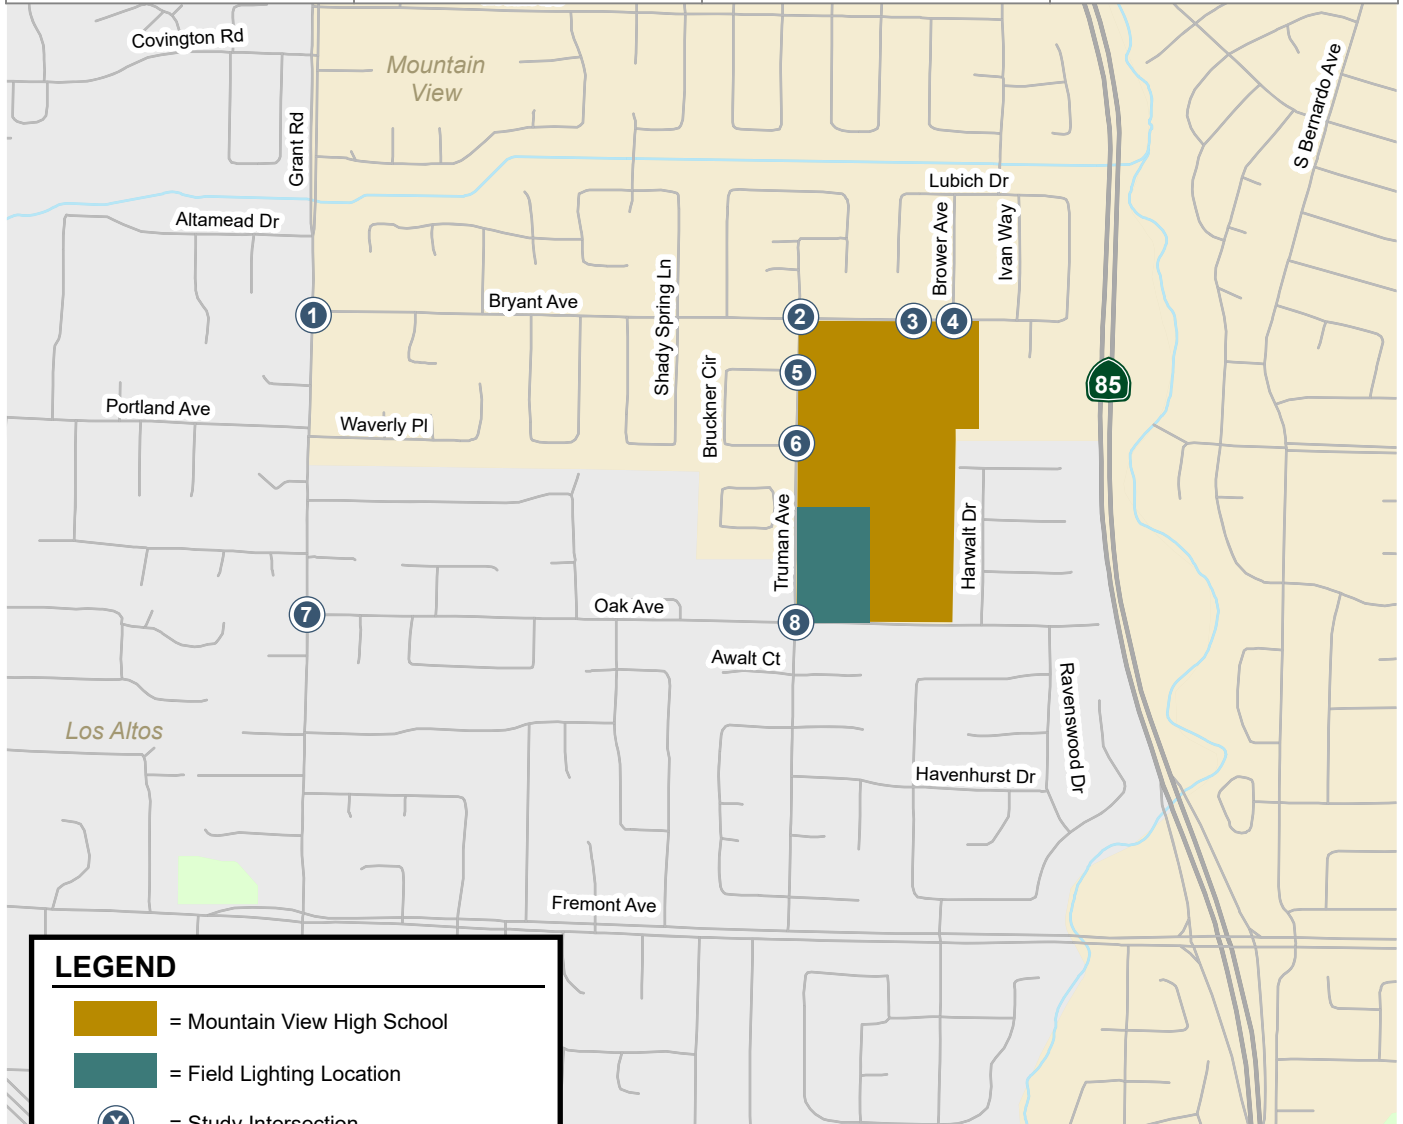 Covington Rd
Mountain
View
S Bernardo Ave
Grant Rd
Lubich Dr
Altamead Dr
Brower Ave
Ivan Way
Shady Spring Ln
Bryant Ave
1
2
3
4
5
85
Bruckner Cir
Portland Ave
Waverly Pl
6
Truman Ave
Hanwalt Dr
7
Oak Ave
8
Awalt Ct
Ravenswood Dr
Los Altos
Havenhurst Dr
Fremont Ave
LEGEND
= Mountain View High School
= Field Lighting Location
X = Study Intersection